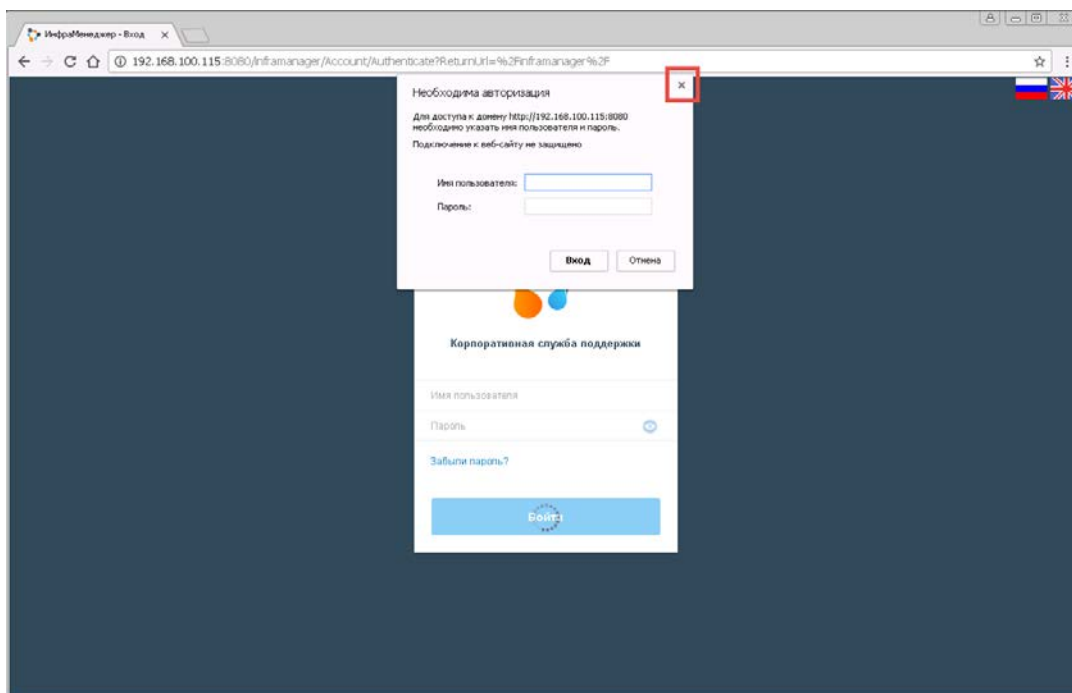 ИнфраМенеджер - Вход
192.168.100.115:8080/inframanager/Account/Authenticate?ReturnUrl=%2Finframanager%2F
Необходима авторизация
Для доступа к домену http://192.168.100.115:8080
необходимо указать имя пользователя и пароль.
Подключение к веб-сайту не защищено
Имя пользователя:
Пароль:
Вход Отмена
Корпоративная служба поддержки
Имя пользователя
Пароль
Забыли пароль?
Войти